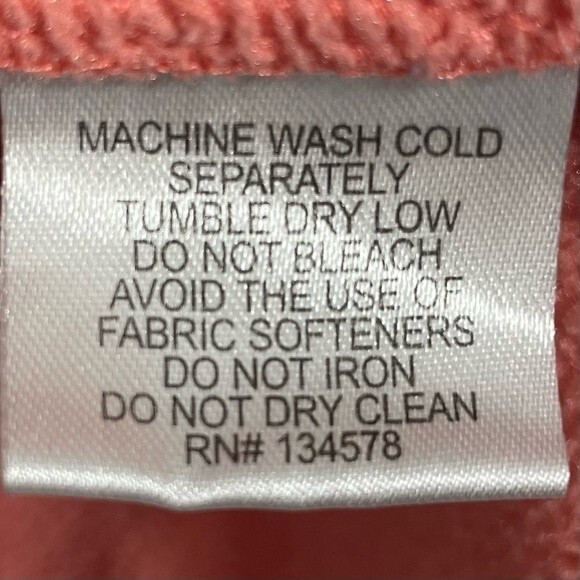 MACHINE WASH COLD
SEPARATELY
TUMBLE DRY LOW
DO NOT BLEACH
AVOID THE USE OF
FABRIC SOFTENERS
DO NOT IRON
DO NOT DRY CLEAN
RN# 134578